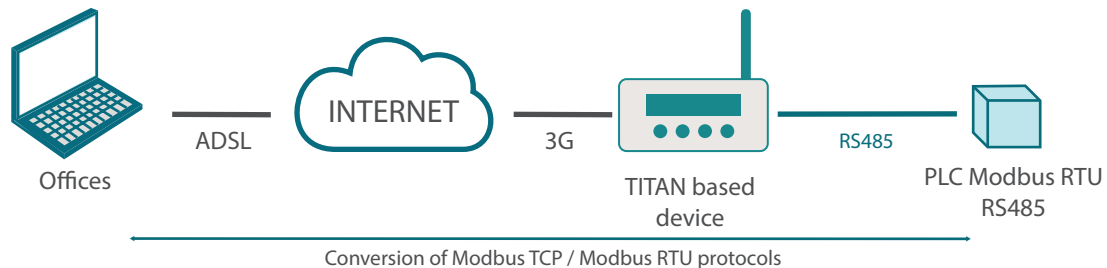 INTERNET
ADSL
3G
RS485
Offices
TITAN based
device
PLC Modbus RTU
RS485
Conversion of Modbus TCP / Modbus RTU protocols